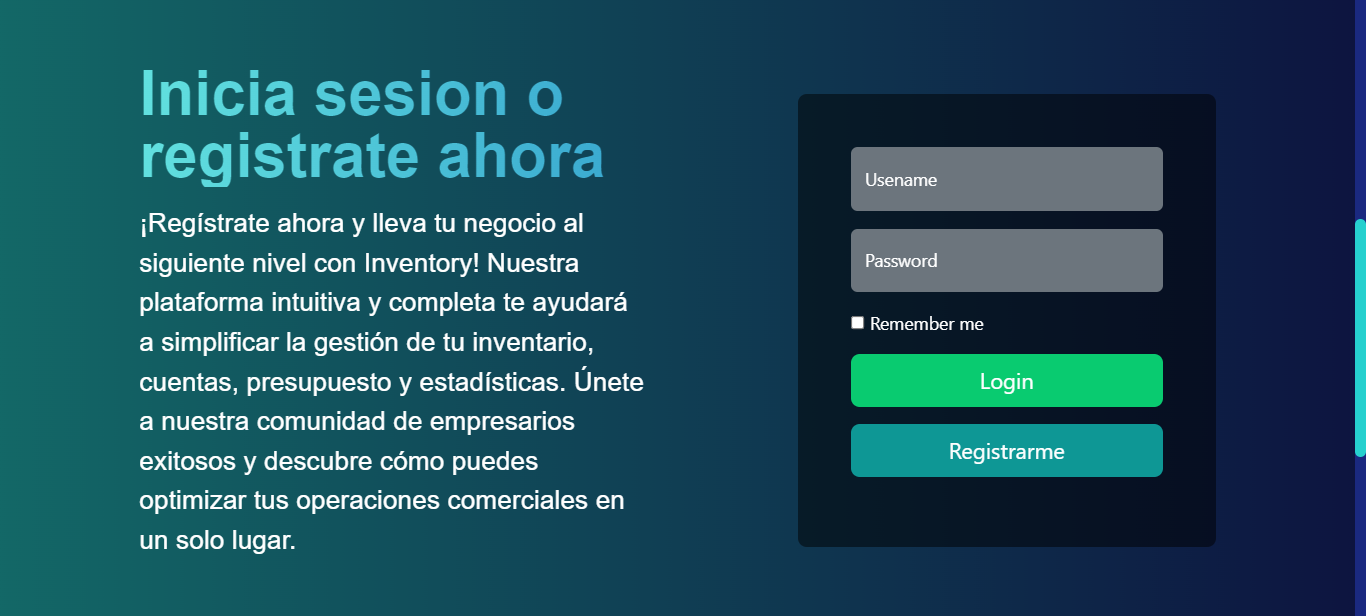 Inicia sesion o
registrate ahora
¡Regístrate ahora y lleva tu negocio al
siguiente nivel con Inventory! Nuestra
plataforma intuitiva y completa te ayudará
a simplificar la gestión de tu inventario,
cuentas, presupuesto y estadísticas. Únete
a nuestra comunidad de empresarios
exitosos y descubre cómo puedes
optimizar tus operaciones comerciales en
un solo lugar.
Usename
Password
Remember me
Login
Registrarme